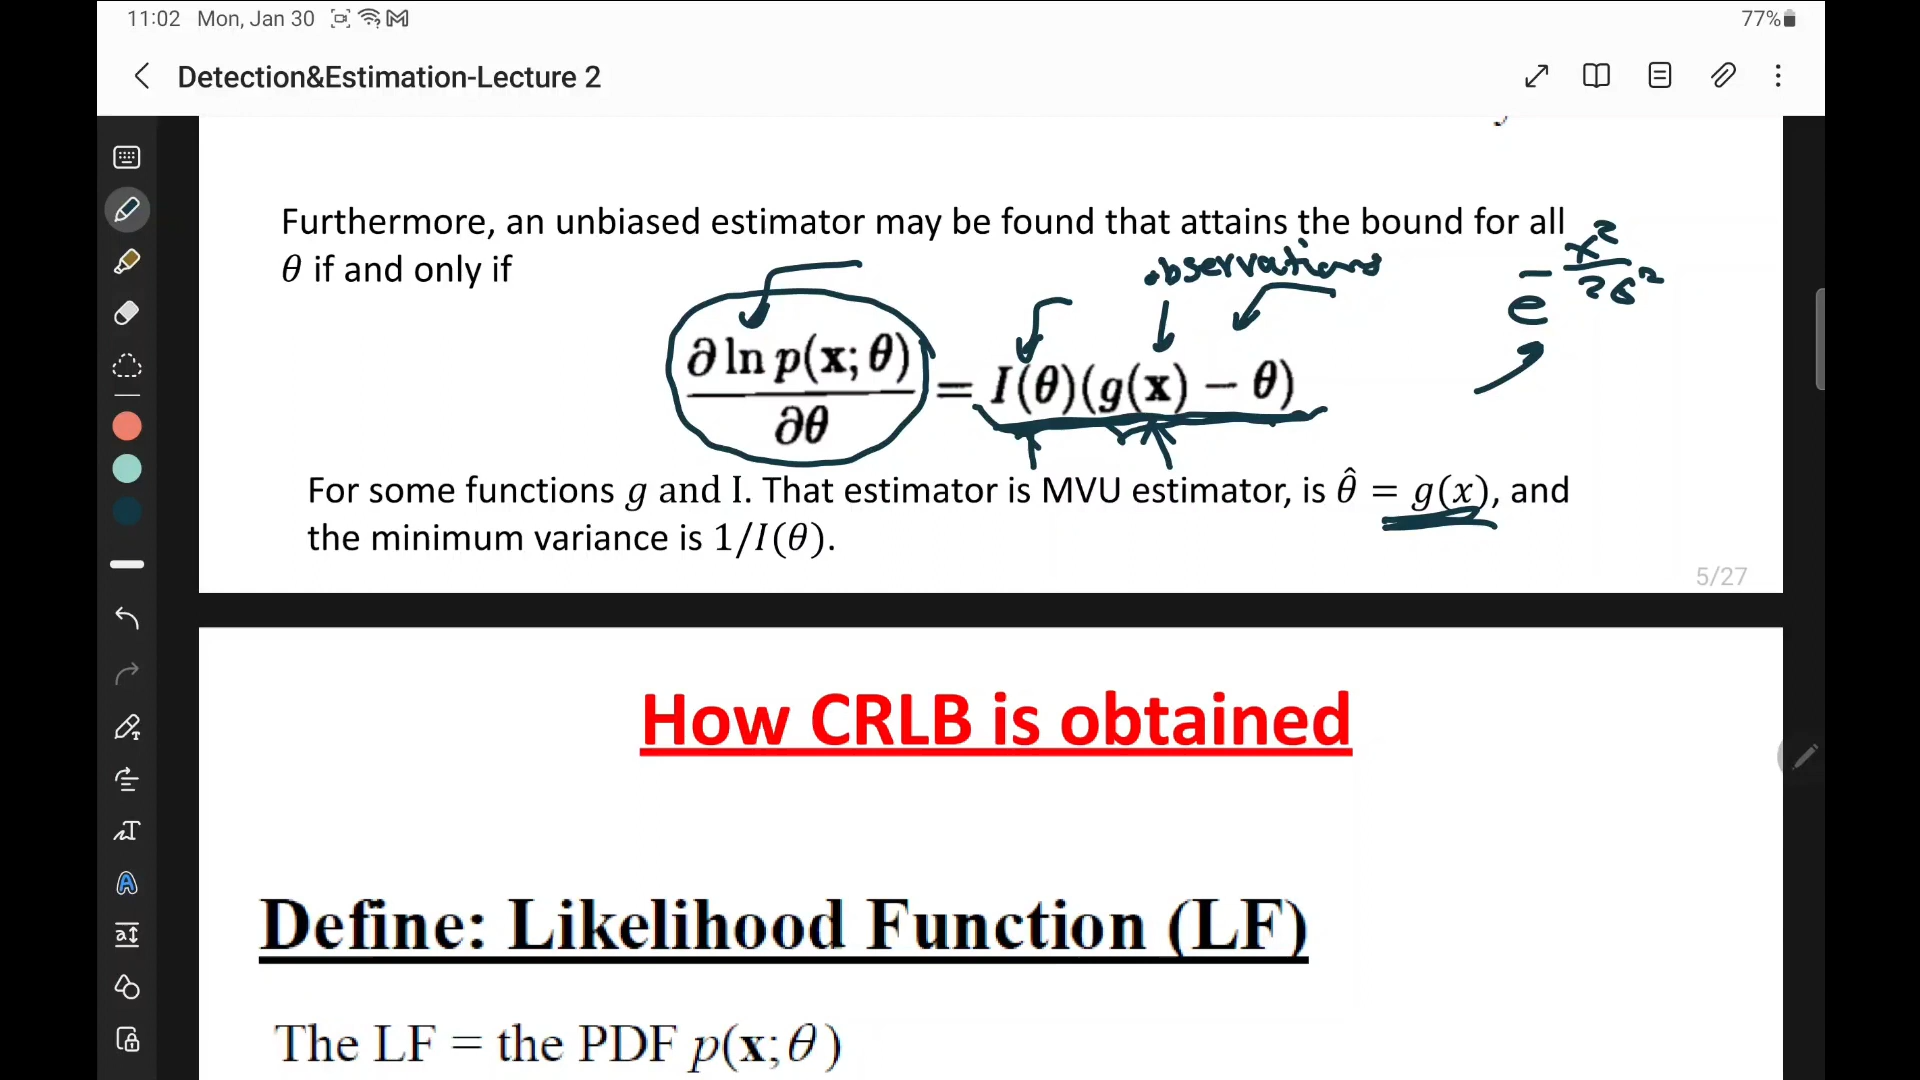 11:02 Mon, Jan 30
77%
Detection&Estimation-Lecture 2
Furthermore, an unbiased estimator may be found that attains the bound for all
θ if and only if
observations
e^{-x²/2σ²}
∂ ln p(x; θ) / ∂θ = I(θ)(g(x) − θ)
For some functions g and I. That estimator is MVU estimator, is θ̂ = g(x), and
the minimum variance is 1/I(θ).
5/27
How CRLB is obtained
Define: Likelihood Function (LF)
The LF = the PDF p(x;θ)